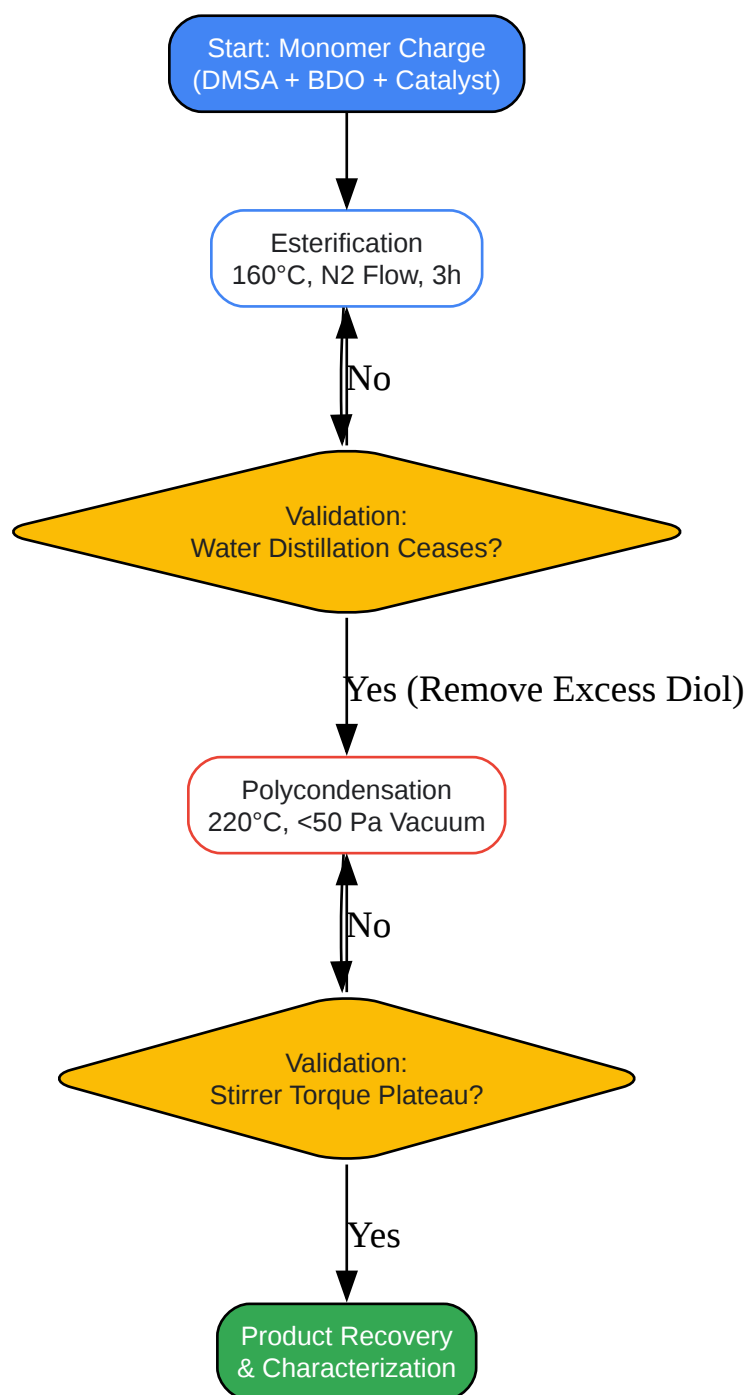 Start: Monomer Charge
(DMSA + BDO + Catalyst)
Esterification
160°C, N2 Flow, 3h
No
Validation:
Water Distillation Ceases?
Yes (Remove Excess Diol)
Polycondensation
220°C, <50 Pa Vacuum
No
Validation:
Stirrer Torque Plateau?
Yes
Product Recovery
& Characterization